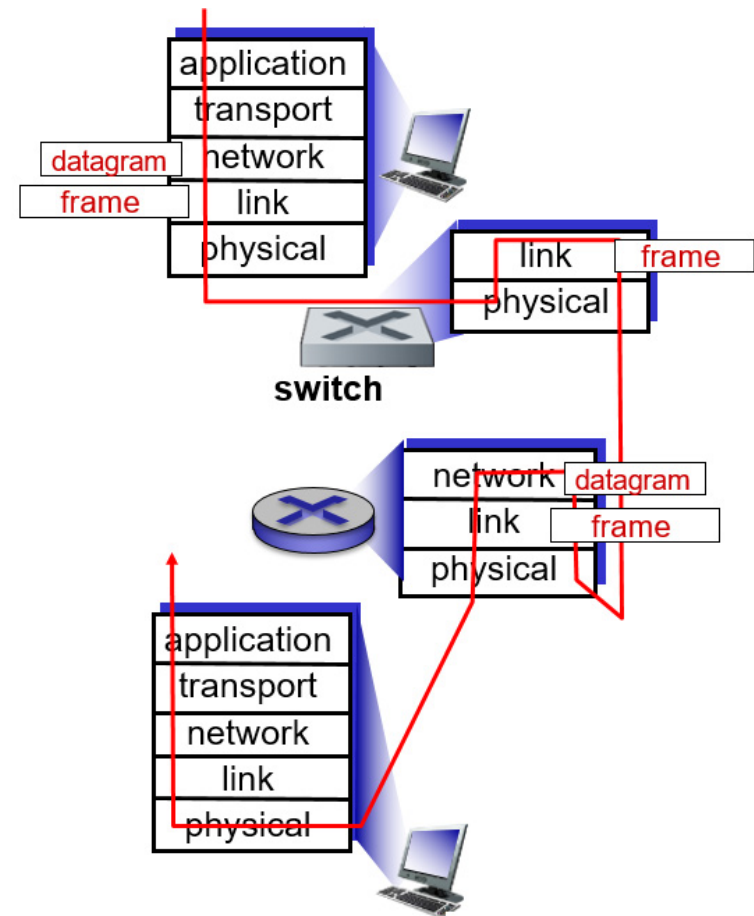 application
transport
datagram
network
frame
link
physical
link
frame
physical
switch
network
datagram
link
frame
physical
application
transport
network
link
physical